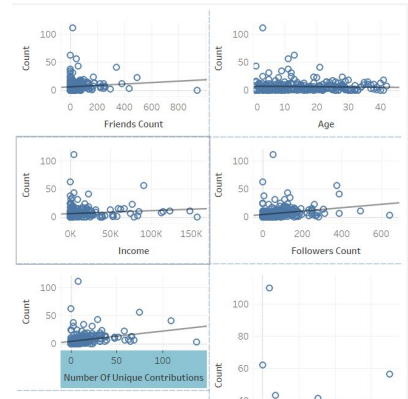 Count
100
50
0
0 200 400 600 800
Friends Count
Count
100
50
0
0 10 20 30 40
Age
Count
100
50
0
0K 50K 100K 150K
Income
Count
100
50
0
0 200 400 600
Followers Count
Count
100
50
0
0 50 100
Number Of Unique Contributions
Count
100
80
60
40